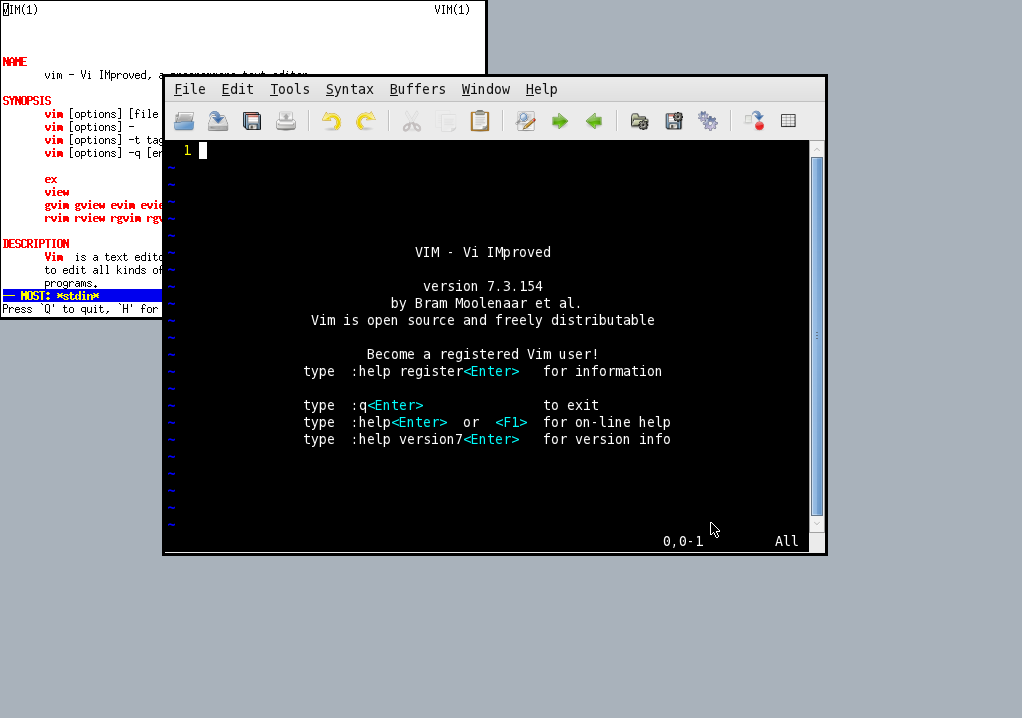 VIM(1) VIM(1)
NAME
vim - Vi IMproved, a programmers text editor
SYNOPSIS
vim [options] [file
vim [options] -
vim [options] -t tag
vim [options] -q [er
ex
view
gvim gview evim evie
rvim rview rgvim rgv
DESCRIPTION
Vim is a text edito
to edit all kinds of
programs.
-- MOST: *stdin*
Press `Q' to quit, `H' for
File Edit Tools Syntax Buffers Window Help
1
~
~
~
~
~
VIM - Vi IMproved
~
version 7.3.154
by Bram Moolenaar et al.
Vim is open source and freely distributable
~
Become a registered Vim user!
type :help register<Enter> for information
~
type :q<Enter> to exit
type :help<Enter> or <F1> for on-line help
type :help version7<Enter> for version info
~
~
~
~
~
0,0-1 All